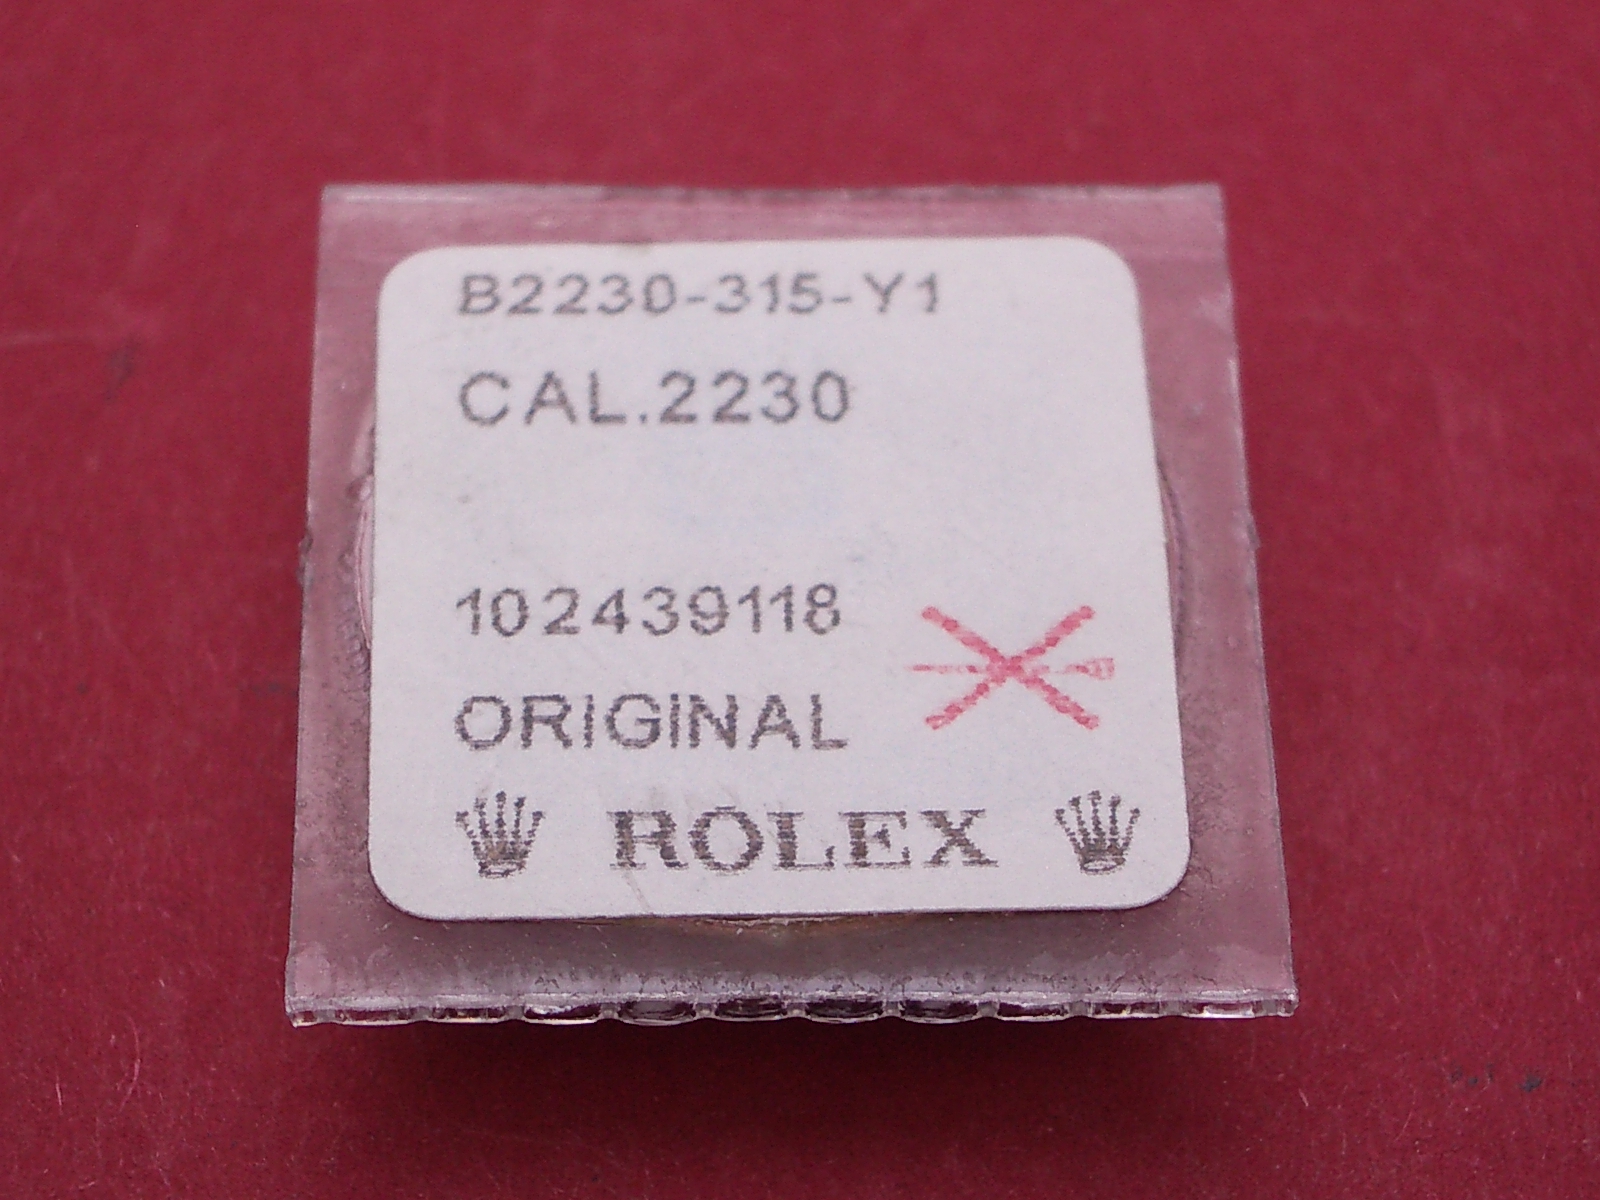 B2230-315-Y1
CAL.2230
102439118
ORIGINAL
ROLEX